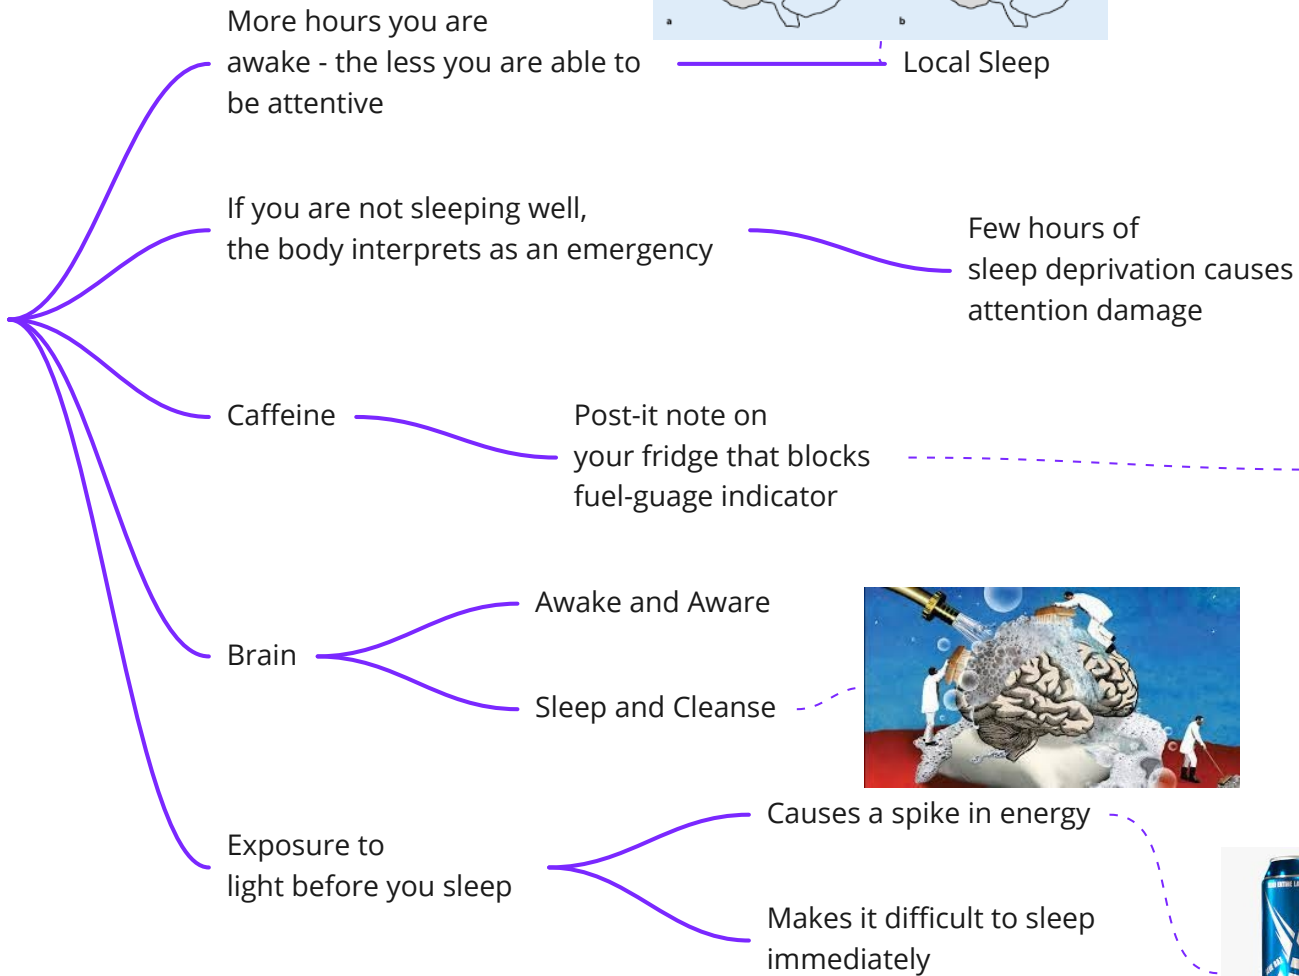 a
b
More hours you are
awake - the less you are able to
be attentive
Local Sleep
If you are not sleeping well,
the body interprets as an emergency
Few hours of
sleep deprivation causes
attention damage
Caffeine
Post-it note on
your fridge that blocks
fuel-guage indicator
Brain
Awake and Aware
Sleep and Cleanse
Exposure to
light before you sleep
Causes a spike in energy
Makes it difficult to sleep
immediately